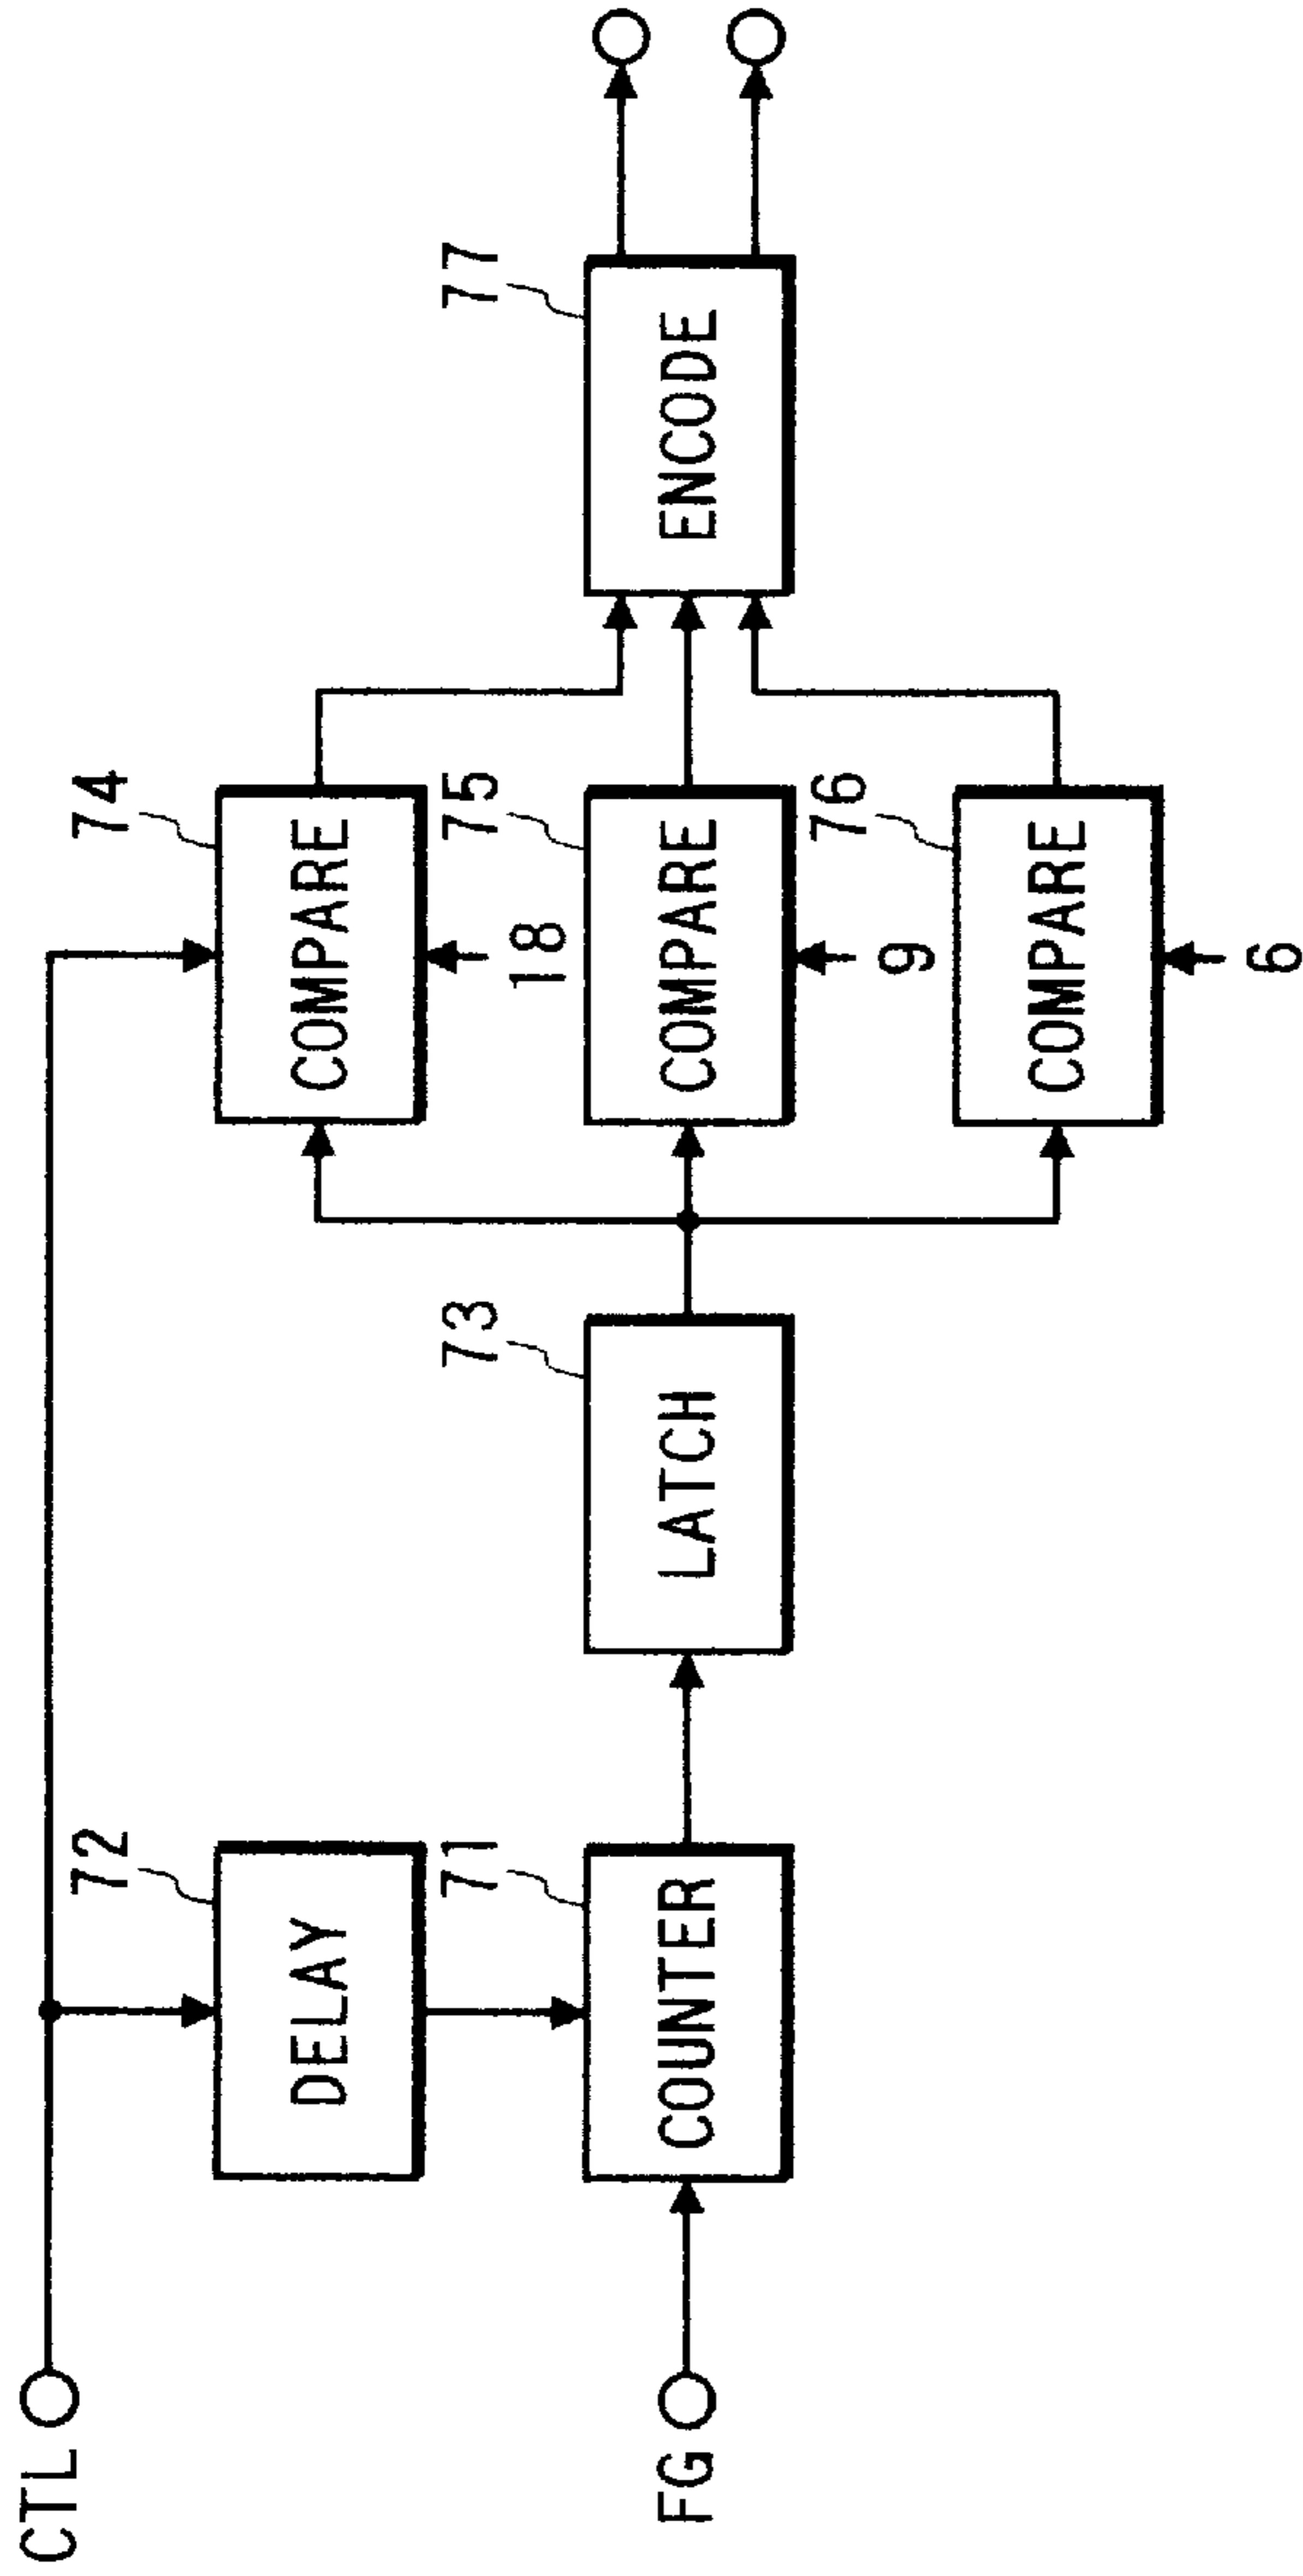 CTL
72
DELAY
74
COMPARE
18
FG
71
COUNTER
73
LATCH
75
COMPARE
9
77
ENCODE
76
COMPARE
6